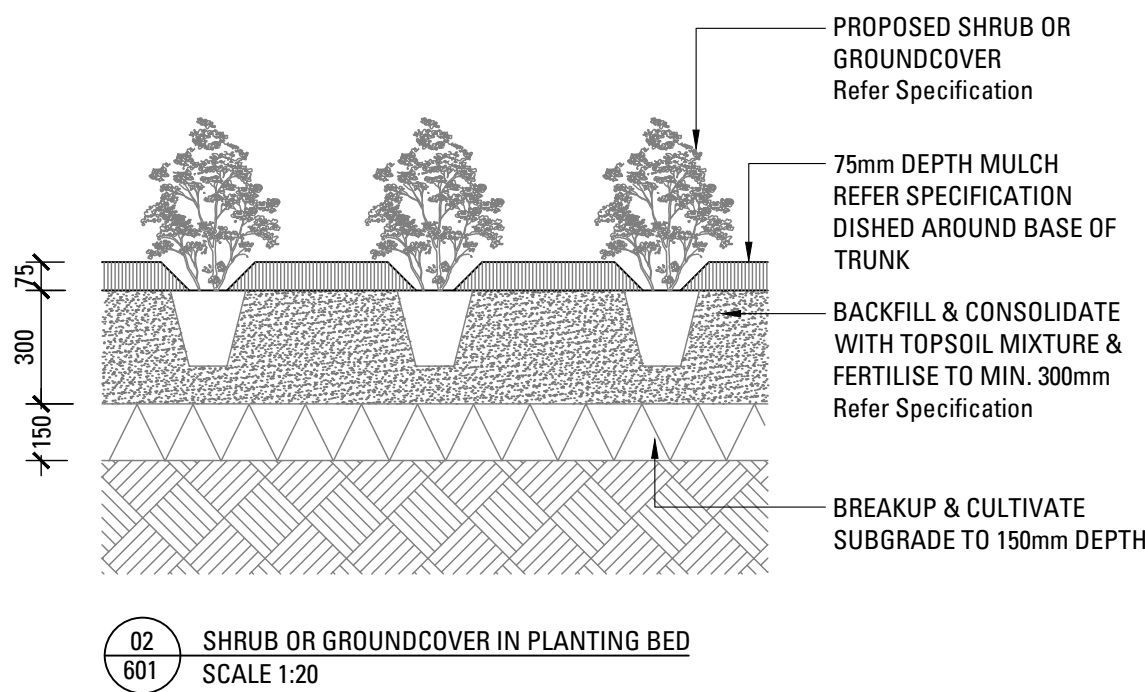 PROPOSED SHRUB OR
GROUNDCOVER
Refer Specification
75mm DEPTH MULCH
REFER SPECIFICATION
DISHED AROUND BASE OF
TRUNK
BACKFILL & CONSOLIDATE
WITH TOPSOIL MIXTURE &
FERTILISE TO MIN. 300mm
Refer Specification
BREAKUP & CULTIVATE
SUBGRADE TO 150mm DEPTH
75
300
150
02
601
SHRUB OR GROUNDCOVER IN PLANTING BED
SCALE 1:20